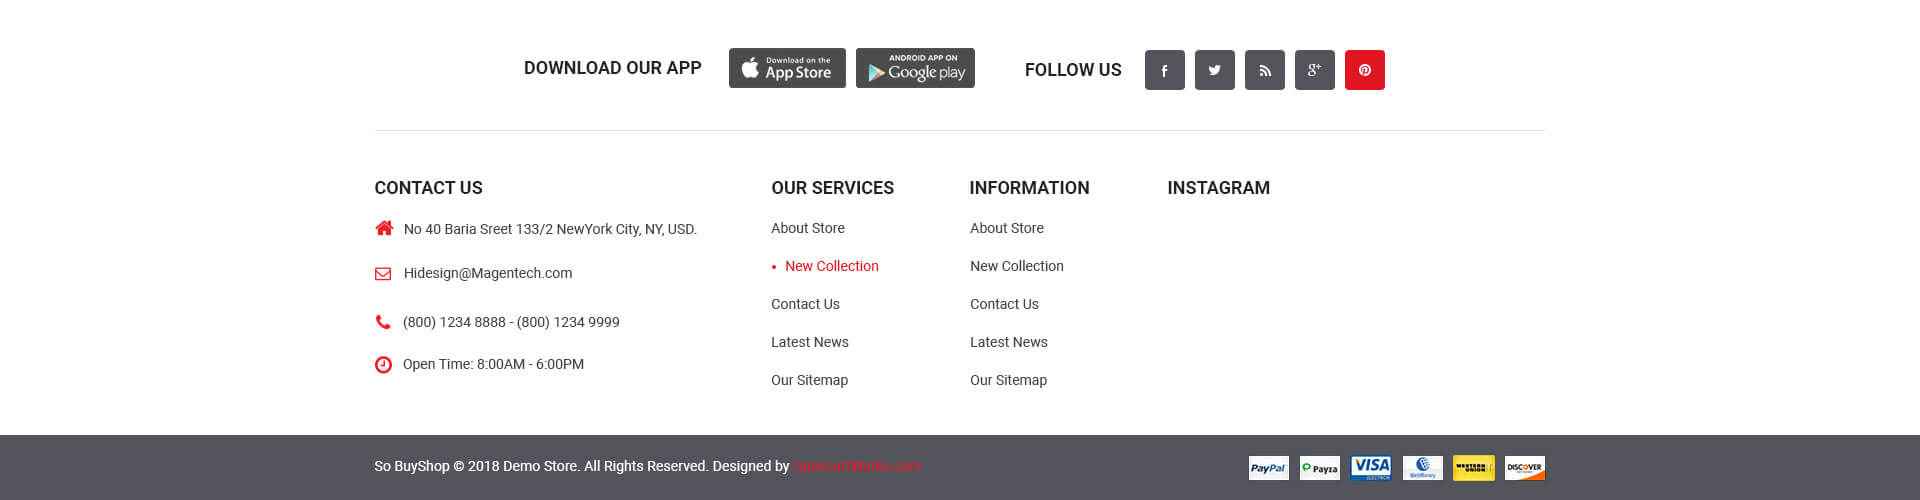 DOWNLOAD OUR APP
Download on the
App Store
ANDROID APP ON
Google play
FOLLOW US
f
g+
CONTACT US
No 40 Baria Sreet 133/2 NewYork City, NY, USD.
Hidesign@Magentech.com
(800) 1234 8888 - (800) 1234 9999
Open Time: 8:00AM - 6:00PM
OUR SERVICES
About Store
• New Collection
Contact Us
Latest News
Our Sitemap
INFORMATION
About Store
New Collection
Contact Us
Latest News
Our Sitemap
INSTAGRAM
So BuyShop © 2018 Demo Store. All Rights Reserved. Designed by OpencartWorks.com
PayPal
Payza
VISA
ELECTRON
WebMoney
WESTERN
UNION
DISCOVER
NETWORK